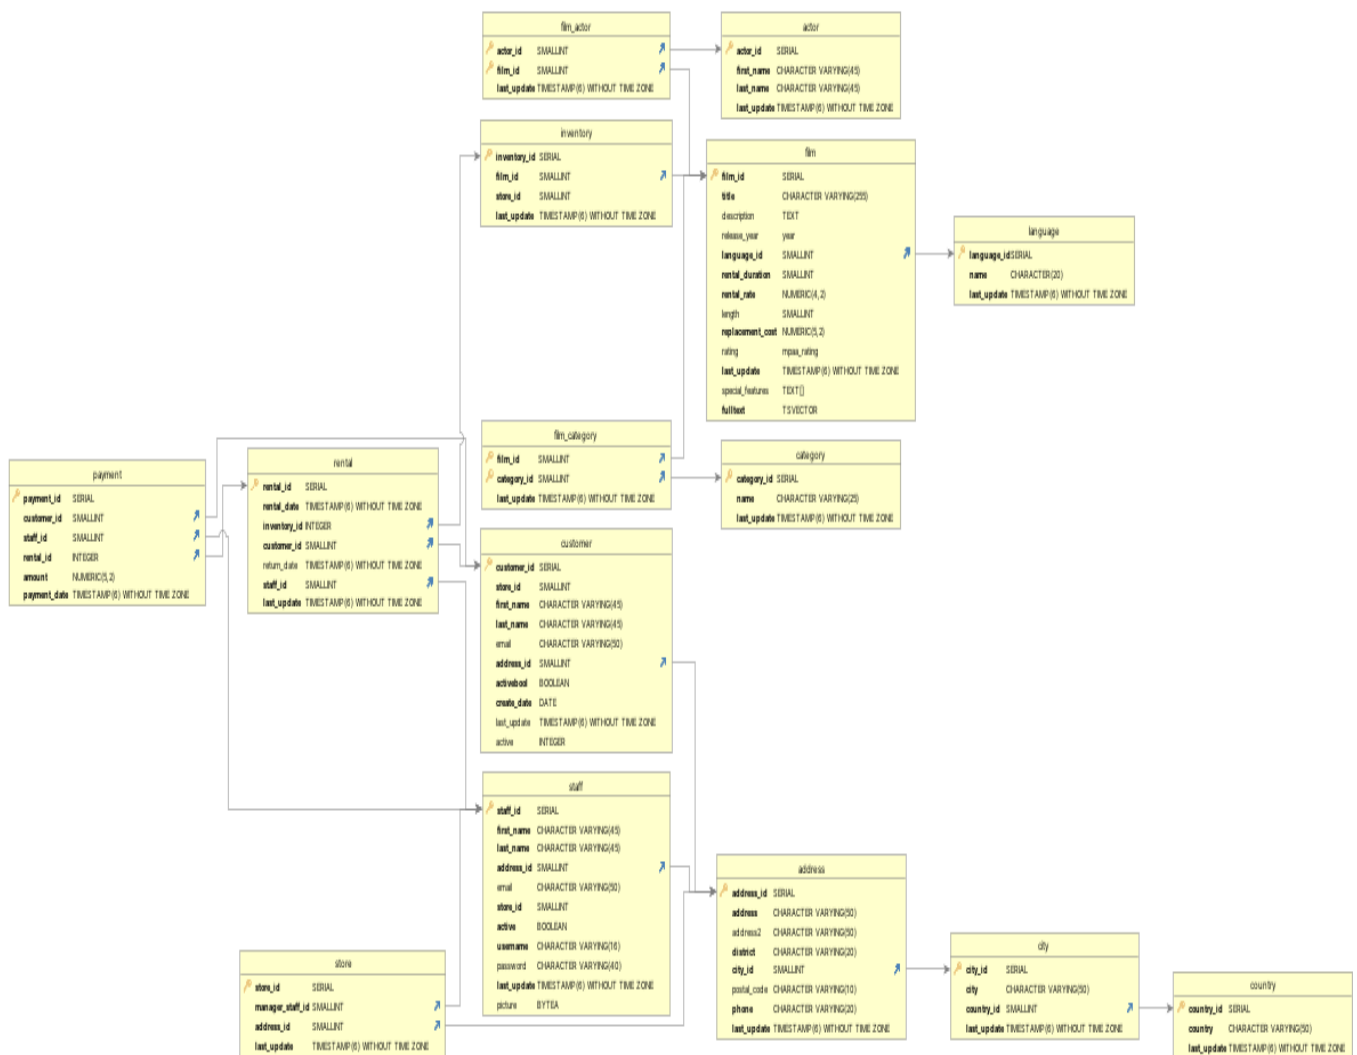 film_actor
actor_id SMALLINT
film_id SMALLINT
last_update TIMESTAMP(6) WITHOUT TIME ZONE
actor
actor_id SERIAL
first_name CHARACTER VARYING(45)
last_name CHARACTER VARYING(45)
last_update TIMESTAMP(6) WITHOUT TIME ZONE
inventory
inventory_id SERIAL
film_id SMALLINT
store_id SMALLINT
last_update TIMESTAMP(6) WITHOUT TIME ZONE
film
film_id SERIAL
title CHARACTER VARYING(255)
description TEXT
release_year year
language_id SMALLINT
rental_duration SMALLINT
rental_rate NUMERIC(4,2)
length SMALLINT
replacement_cost NUMERIC(5,2)
rating mpaa_rating
last_update TIMESTAMP(6) WITHOUT TIME ZONE
special_features TEXT[]
fulltext TSVECTOR
language
language_id SERIAL
name CHARACTER(20)
last_update TIMESTAMP(6) WITHOUT TIME ZONE
film_category
film_id SMALLINT
category_id SMALLINT
last_update TIMESTAMP(6) WITHOUT TIME ZONE
category
category_id SERIAL
name CHARACTER VARYING(25)
last_update TIMESTAMP(6) WITHOUT TIME ZONE
payment
payment_id SERIAL
customer_id SMALLINT
staff_id SMALLINT
rental_id INTEGER
amount NUMERIC(5,2)
payment_date TIMESTAMP(6) WITHOUT TIME ZONE
rental
rental_id SERIAL
rental_date TIMESTAMP(6) WITHOUT TIME ZONE
inventory_id INTEGER
customer_id SMALLINT
return_date TIMESTAMP(6) WITHOUT TIME ZONE
staff_id SMALLINT
last_update TIMESTAMP(6) WITHOUT TIME ZONE
customer
customer_id SERIAL
store_id SMALLINT
first_name CHARACTER VARYING(45)
last_name CHARACTER VARYING(45)
email CHARACTER VARYING(50)
address_id SMALLINT
activebool BOOLEAN
create_date DATE
last_update TIMESTAMP(6) WITHOUT TIME ZONE
active INTEGER
staff
staff_id SERIAL
first_name CHARACTER VARYING(45)
last_name CHARACTER VARYING(45)
address_id SMALLINT
email CHARACTER VARYING(50)
store_id SMALLINT
active BOOLEAN
username CHARACTER VARYING(16)
password CHARACTER VARYING(40)
last_update TIMESTAMP(6) WITHOUT TIME ZONE
picture BYTEA
store
store_id SERIAL
manager_staff_id SMALLINT
address_id SMALLINT
last_update TIMESTAMP(6) WITHOUT TIME ZONE
address
address_id SERIAL
address CHARACTER VARYING(50)
address2 CHARACTER VARYING(50)
district CHARACTER VARYING(20)
city_id SMALLINT
postal_code CHARACTER VARYING(10)
phone CHARACTER VARYING(20)
last_update TIMESTAMP(6) WITHOUT TIME ZONE
city
city_id SERIAL
city CHARACTER VARYING(50)
country_id SMALLINT
last_update TIMESTAMP(6) WITHOUT TIME ZONE
country
country_id SERIAL
country CHARACTER VARYING(50)
last_update TIMESTAMP(6) WITHOUT TIME ZONE